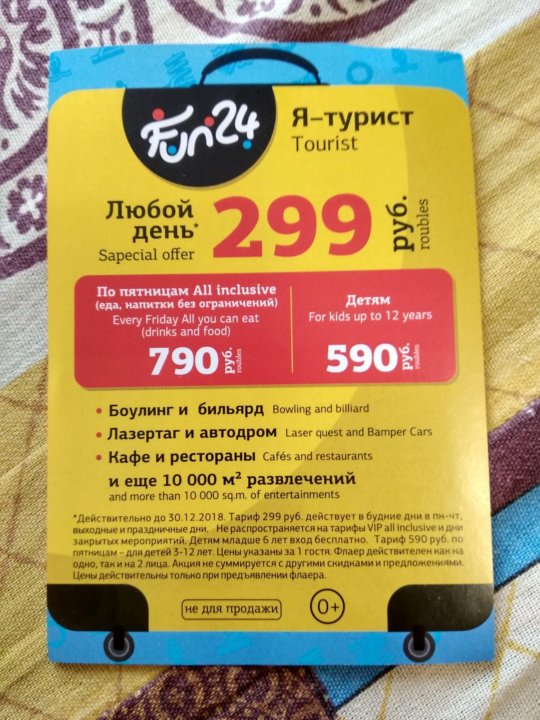 Fun24
Я-турист
Tourist
Любой
день*
Sapecial offer
299
руб.
roubles
По пятницам All inclusive
(еда, напитки без ограничений)
Every Friday All you can eat
(drinks and food)
790 руб.
roubles
Детям
For kids up to 12 years
590 руб.
roubles
• Боулинг и бильярд Bowling and billiard
• Лазертаг и автодром Laser quest and Bamper Cars
• Кафе и рестораны Cafés and restaurants
и еще 10 000 м² развлечений
and more than 10 000 sq.m. of entertainments
*Действительно до 30.12.2018. Тариф 299 руб. действует в будние дни в пн-чт,
выходные и праздничные дни. Не распространяется на тарифы VIP all inclusive и дни
закрытых мероприятий. Детям младше 6 лет вход бесплатно. Тариф 590 руб. по
пятницам – для детей 3-12 лет. Цены указаны за 1 гостя. Флаер действителен как на
одно, так и на 2 лица. Акция не суммируется с другими скидками и предложениями.
Цены действительны только при предъявлении флаера.
не для продажи
0+